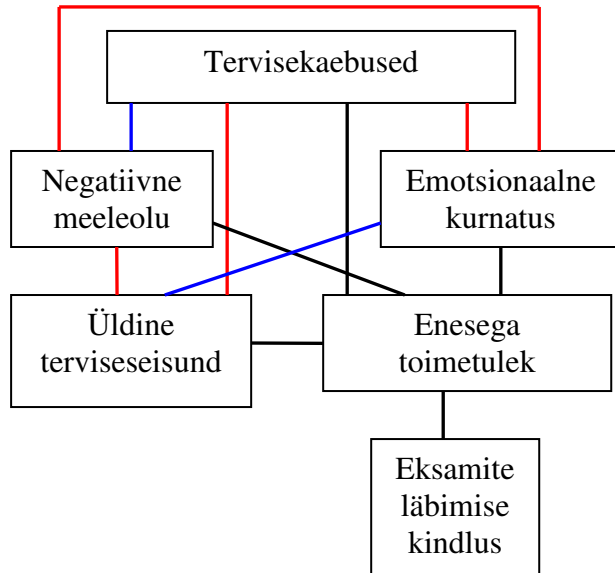 Tervisekaebused
Negatiivne
meeleolu
Emotsionaalne
kurnatus
Üldine
terviseseisund
Enesega
toimetulek
Eksamite
läbimise
kindlus